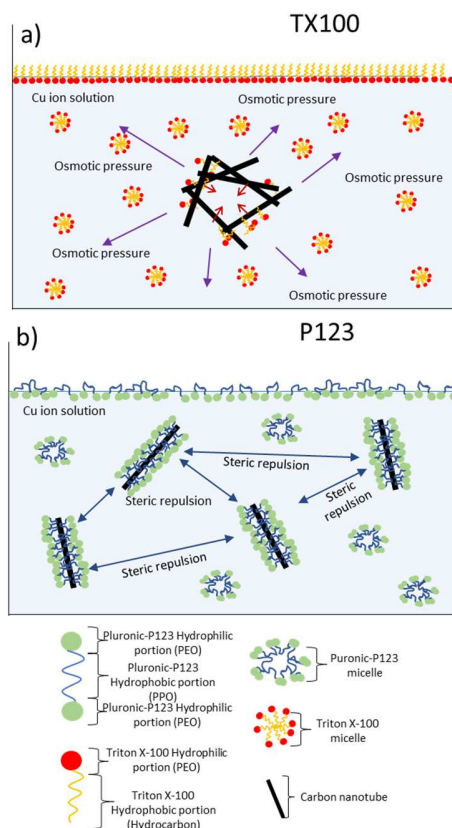 TX100
a)
Cu ion solution
Osmotic pressure
Osmotic pressure
Osmotic pressure
Osmotic pressure
Osmotic pressure
P123
b)
Cu ion solution
Steric repulsion
Steric repulsion
Steric
repulsion
Steric repulsion
Pluronic-P123 Hydrophilic
portion (PEO)
Pluronic-P123
Hydrophobic portion
(PPO)
Pluronic-P123 Hydrophilic
portion (PEO)
Triton X-100 Hydrophilic
portion (PEO)
Triton X-100
Hydrophobic portion
(Hydrocarbon)
Puronic-P123
micelle
Triton X-100
micelle
Carbon nanotube